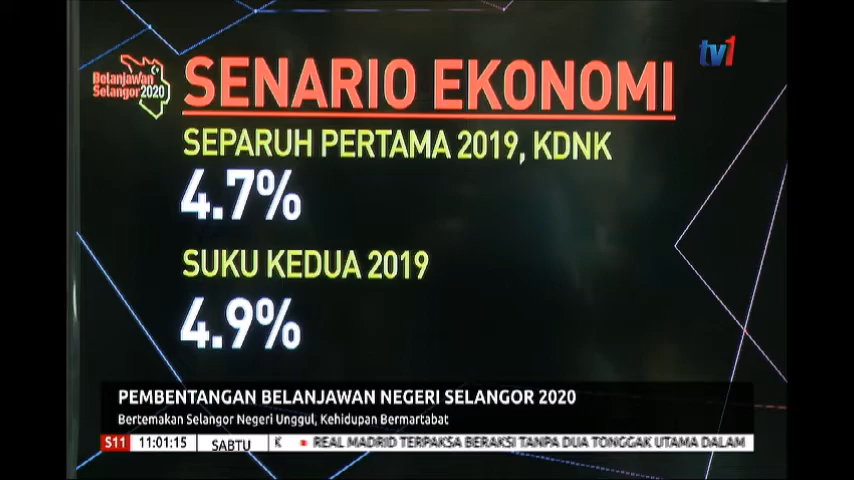 Belanjawan
Selangor2020
SENARIO EKONOMI
tv1
SEPARUH PERTAMA 2019, KDNK
4.7%
SUKU KEDUA 2019
4.9%
PEMBENTANGAN BELANJAWAN NEGERI SELANGOR 2020
Bertemakan Selangor Negeri Unggul, Kehidupan Bermartabat
S11 11:01:15 SABTU K REAL MADRID TERPAKSA BERAKSI TANPA DUA TONGGAK UTAMA DALAM